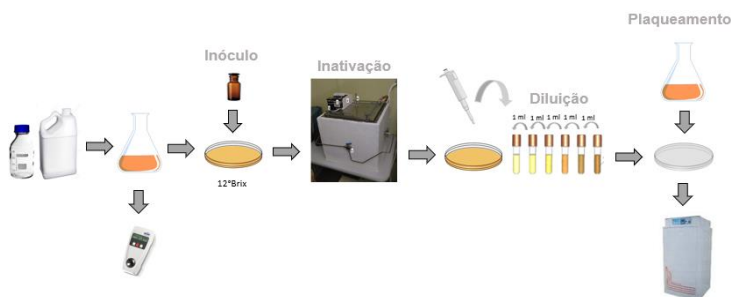 Plaqueamento
Inóculo
Inativação
Diluição
1 ml 1 ml 1 ml 1 ml 1 ml
12°Brix